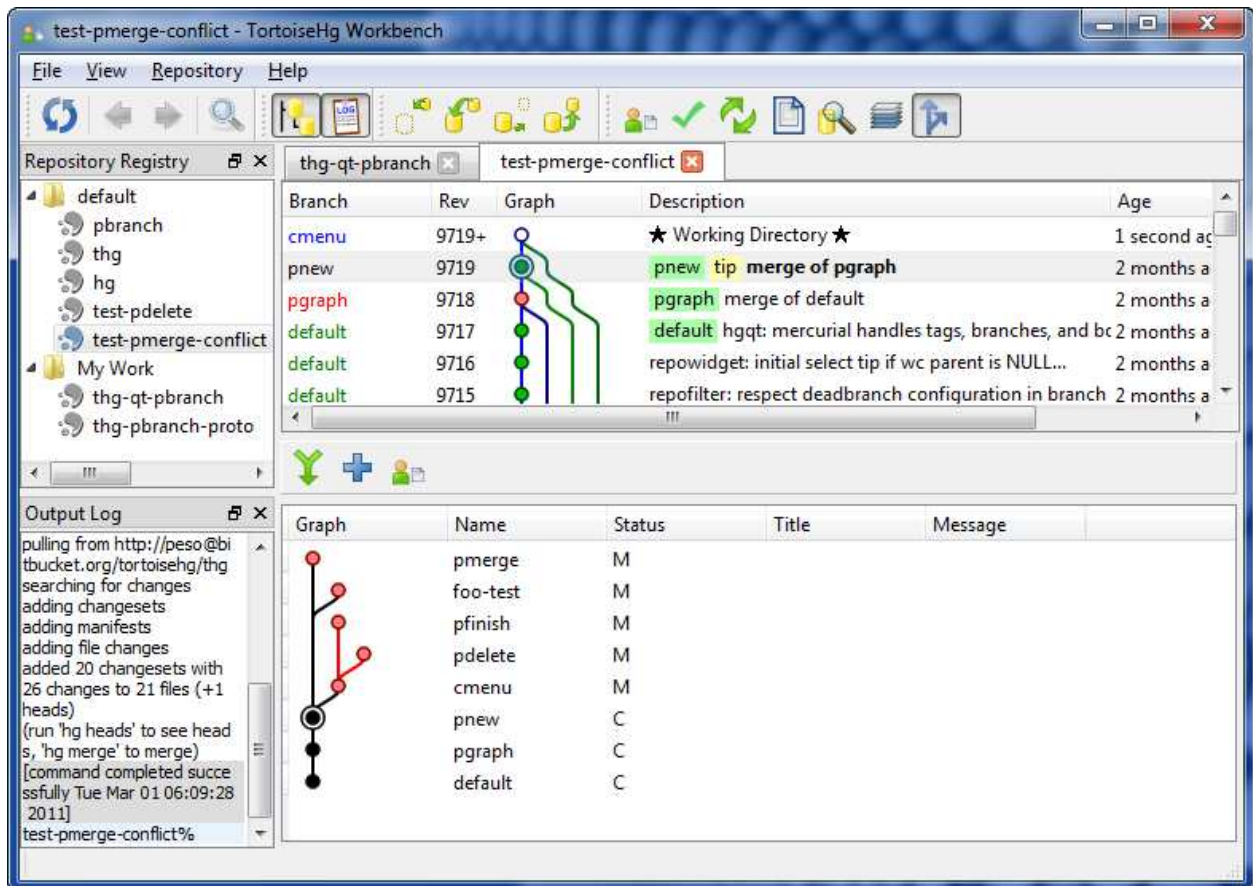 test-pmerge-conflict - TortoiseHg Workbench
File View Repository Help
LOG
Repository Registry
default
pbranch
thg
hg
test-pdelete
test-pmerge-conflict
My Work
thg-qt-pbranch
thg-pbranch-proto
thg-qt-pbranch test-pmerge-conflict
Branch Rev Graph Description Age
cmenu 9719+ ★ Working Directory ★ 1 second ag
pnew 9719 pnew tip merge of pgraph 2 months a
pgraph 9718 pgraph merge of default 2 months a
default 9717 default hgqt: mercurial handles tags, branches, and bc 2 months a
default 9716 repowidget: initial select tip if wc parent is NULL... 2 months a
default 9715 repofilter: respect deadbranch configuration in branch 2 months a
Output Log
pulling from http://peso@bi
tbucket.org/tortoisehg/thg
searching for changes
adding changesets
adding manifests
adding file changes
added 20 changesets with
26 changes to 21 files (+1
heads)
(run 'hg heads' to see head
s, 'hg merge' to merge)
[command completed succe
ssfully Tue Mar 01 06:09:28
2011]
test-pmerge-conflict%
Graph Name Status Title Message
pmerge M
foo-test M
pfinish M
pdelete M
cmenu M
pnew C
pgraph C
default C